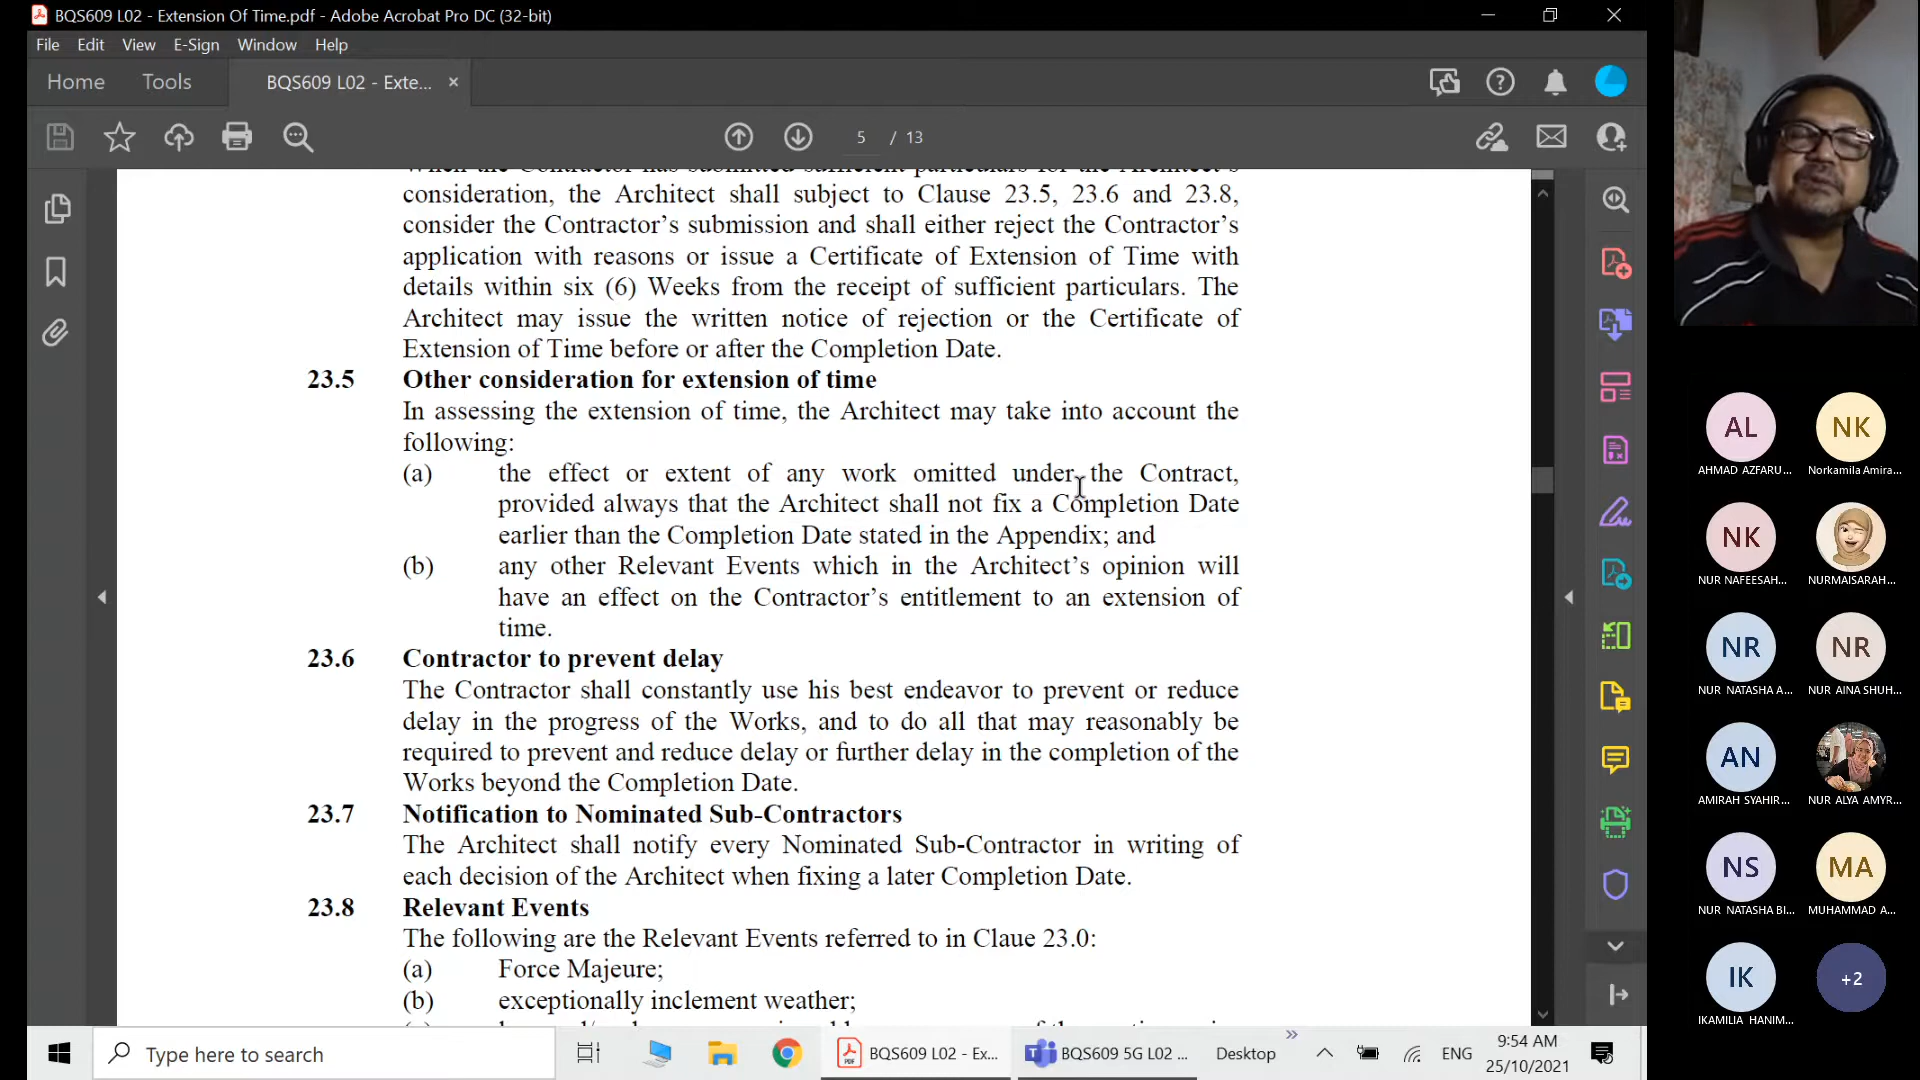 BQS609 L02 - Extension Of Time.pdf - Adobe Acrobat Pro DC (32-bit)
File Edit View E-Sign Window Help
Home Tools BQS609 L02 - Exte... ×
5 / 13
When the Contractor has submitted sufficient particulars for the Architect's
consideration, the Architect shall subject to Clause 23.5, 23.6 and 23.8,
consider the Contractor's submission and shall either reject the Contractor's
application with reasons or issue a Certificate of Extension of Time with
details within six (6) Weeks from the receipt of sufficient particulars. The
Architect may issue the written notice of rejection or the Certificate of
Extension of Time before or after the Completion Date.
23.5 Other consideration for extension of time
In assessing the extension of time, the Architect may take into account the
following:
(a) the effect or extent of any work omitted under the Contract,
provided always that the Architect shall not fix a Completion Date
earlier than the Completion Date stated in the Appendix; and
(b) any other Relevant Events which in the Architect's opinion will
have an effect on the Contractor's entitlement to an extension of
time.
23.6 Contractor to prevent delay
The Contractor shall constantly use his best endeavor to prevent or reduce
delay in the progress of the Works, and to do all that may reasonably be
required to prevent and reduce delay or further delay in the completion of the
Works beyond the Completion Date.
23.7 Notification to Nominated Sub-Contractors
The Architect shall notify every Nominated Sub-Contractor in writing of
each decision of the Architect when fixing a later Completion Date.
23.8 Relevant Events
The following are the Relevant Events referred to in Claue 23.0:
(a) Force Majeure;
(b) exceptionally inclement weather;
AL NK
AHMAD AZFARU... Norkamila Amira...
NK
NUR NAFEESAH... NURMAISARAH...
NR NR
NUR NATASHA A... NUR AINA SHUH...
AN
AMIRAH SYAHIR... NUR ALYA AMYR...
NS MA
NUR NATASHA BI... MUHAMMAD A...
IK +2
IKAMILIA HANIM...
Type here to search
BQS609 L02 - Ex...
BQS609 5G L02 ...
Desktop
ENG
9:54 AM
25/10/2021